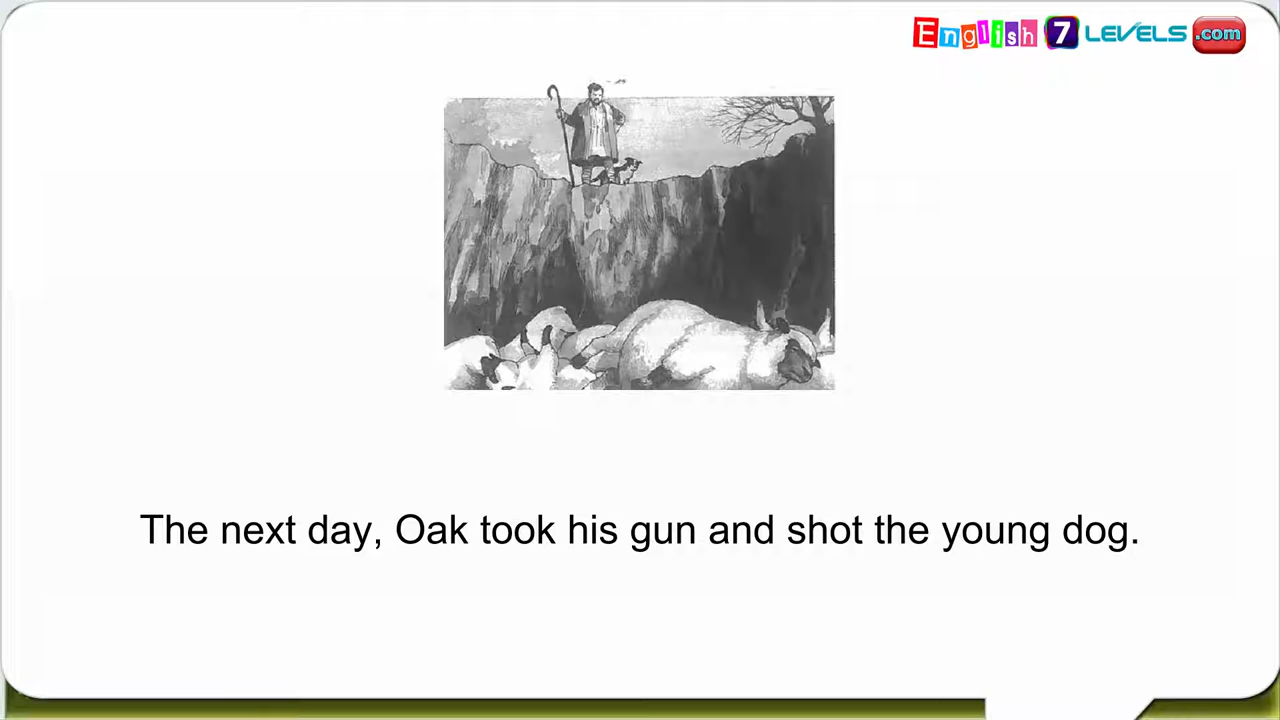 English 7 LEVELS .com
The next day, Oak took his gun and shot the young dog.